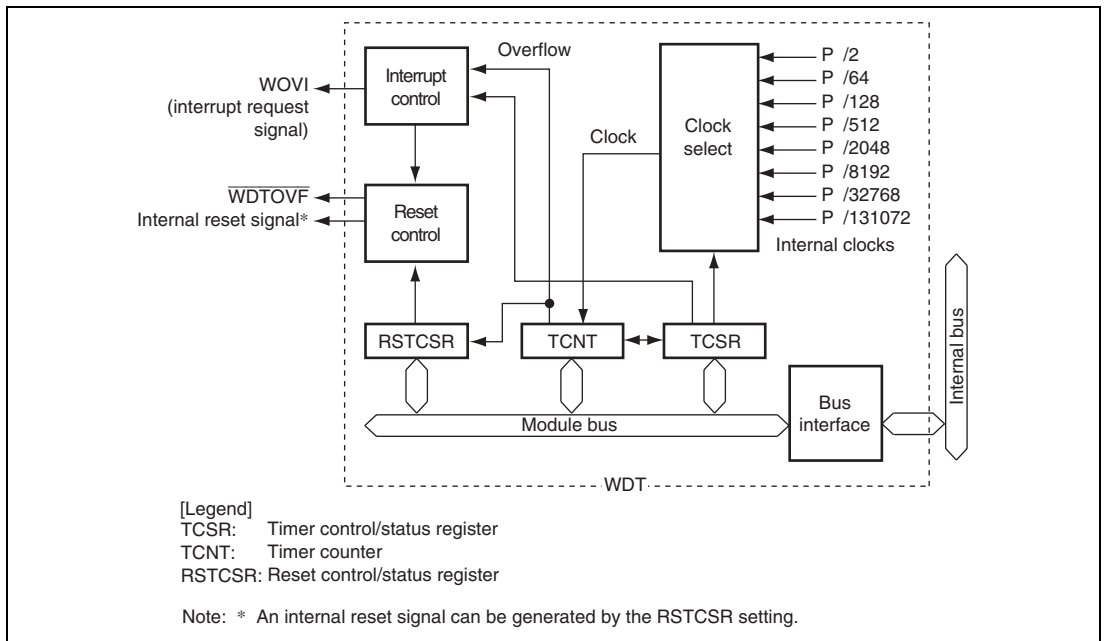 Overflow
Interrupt
control
WOVI
(interrupt request
signal)
WDTOVF
Internal reset signal*
Reset
control
Clock
Clock
select
P /2
P /64
P /128
P /512
P /2048
P /8192
P /32768
P /131072
Internal clocks
RSTCSR
TCNT
TCSR
Module bus
Bus
interface
Internal bus
WDT
[Legend]
TCSR: Timer control/status register
TCNT: Timer counter
RSTCSR: Reset control/status register
Note: * An internal reset signal can be generated by the RSTCSR setting.